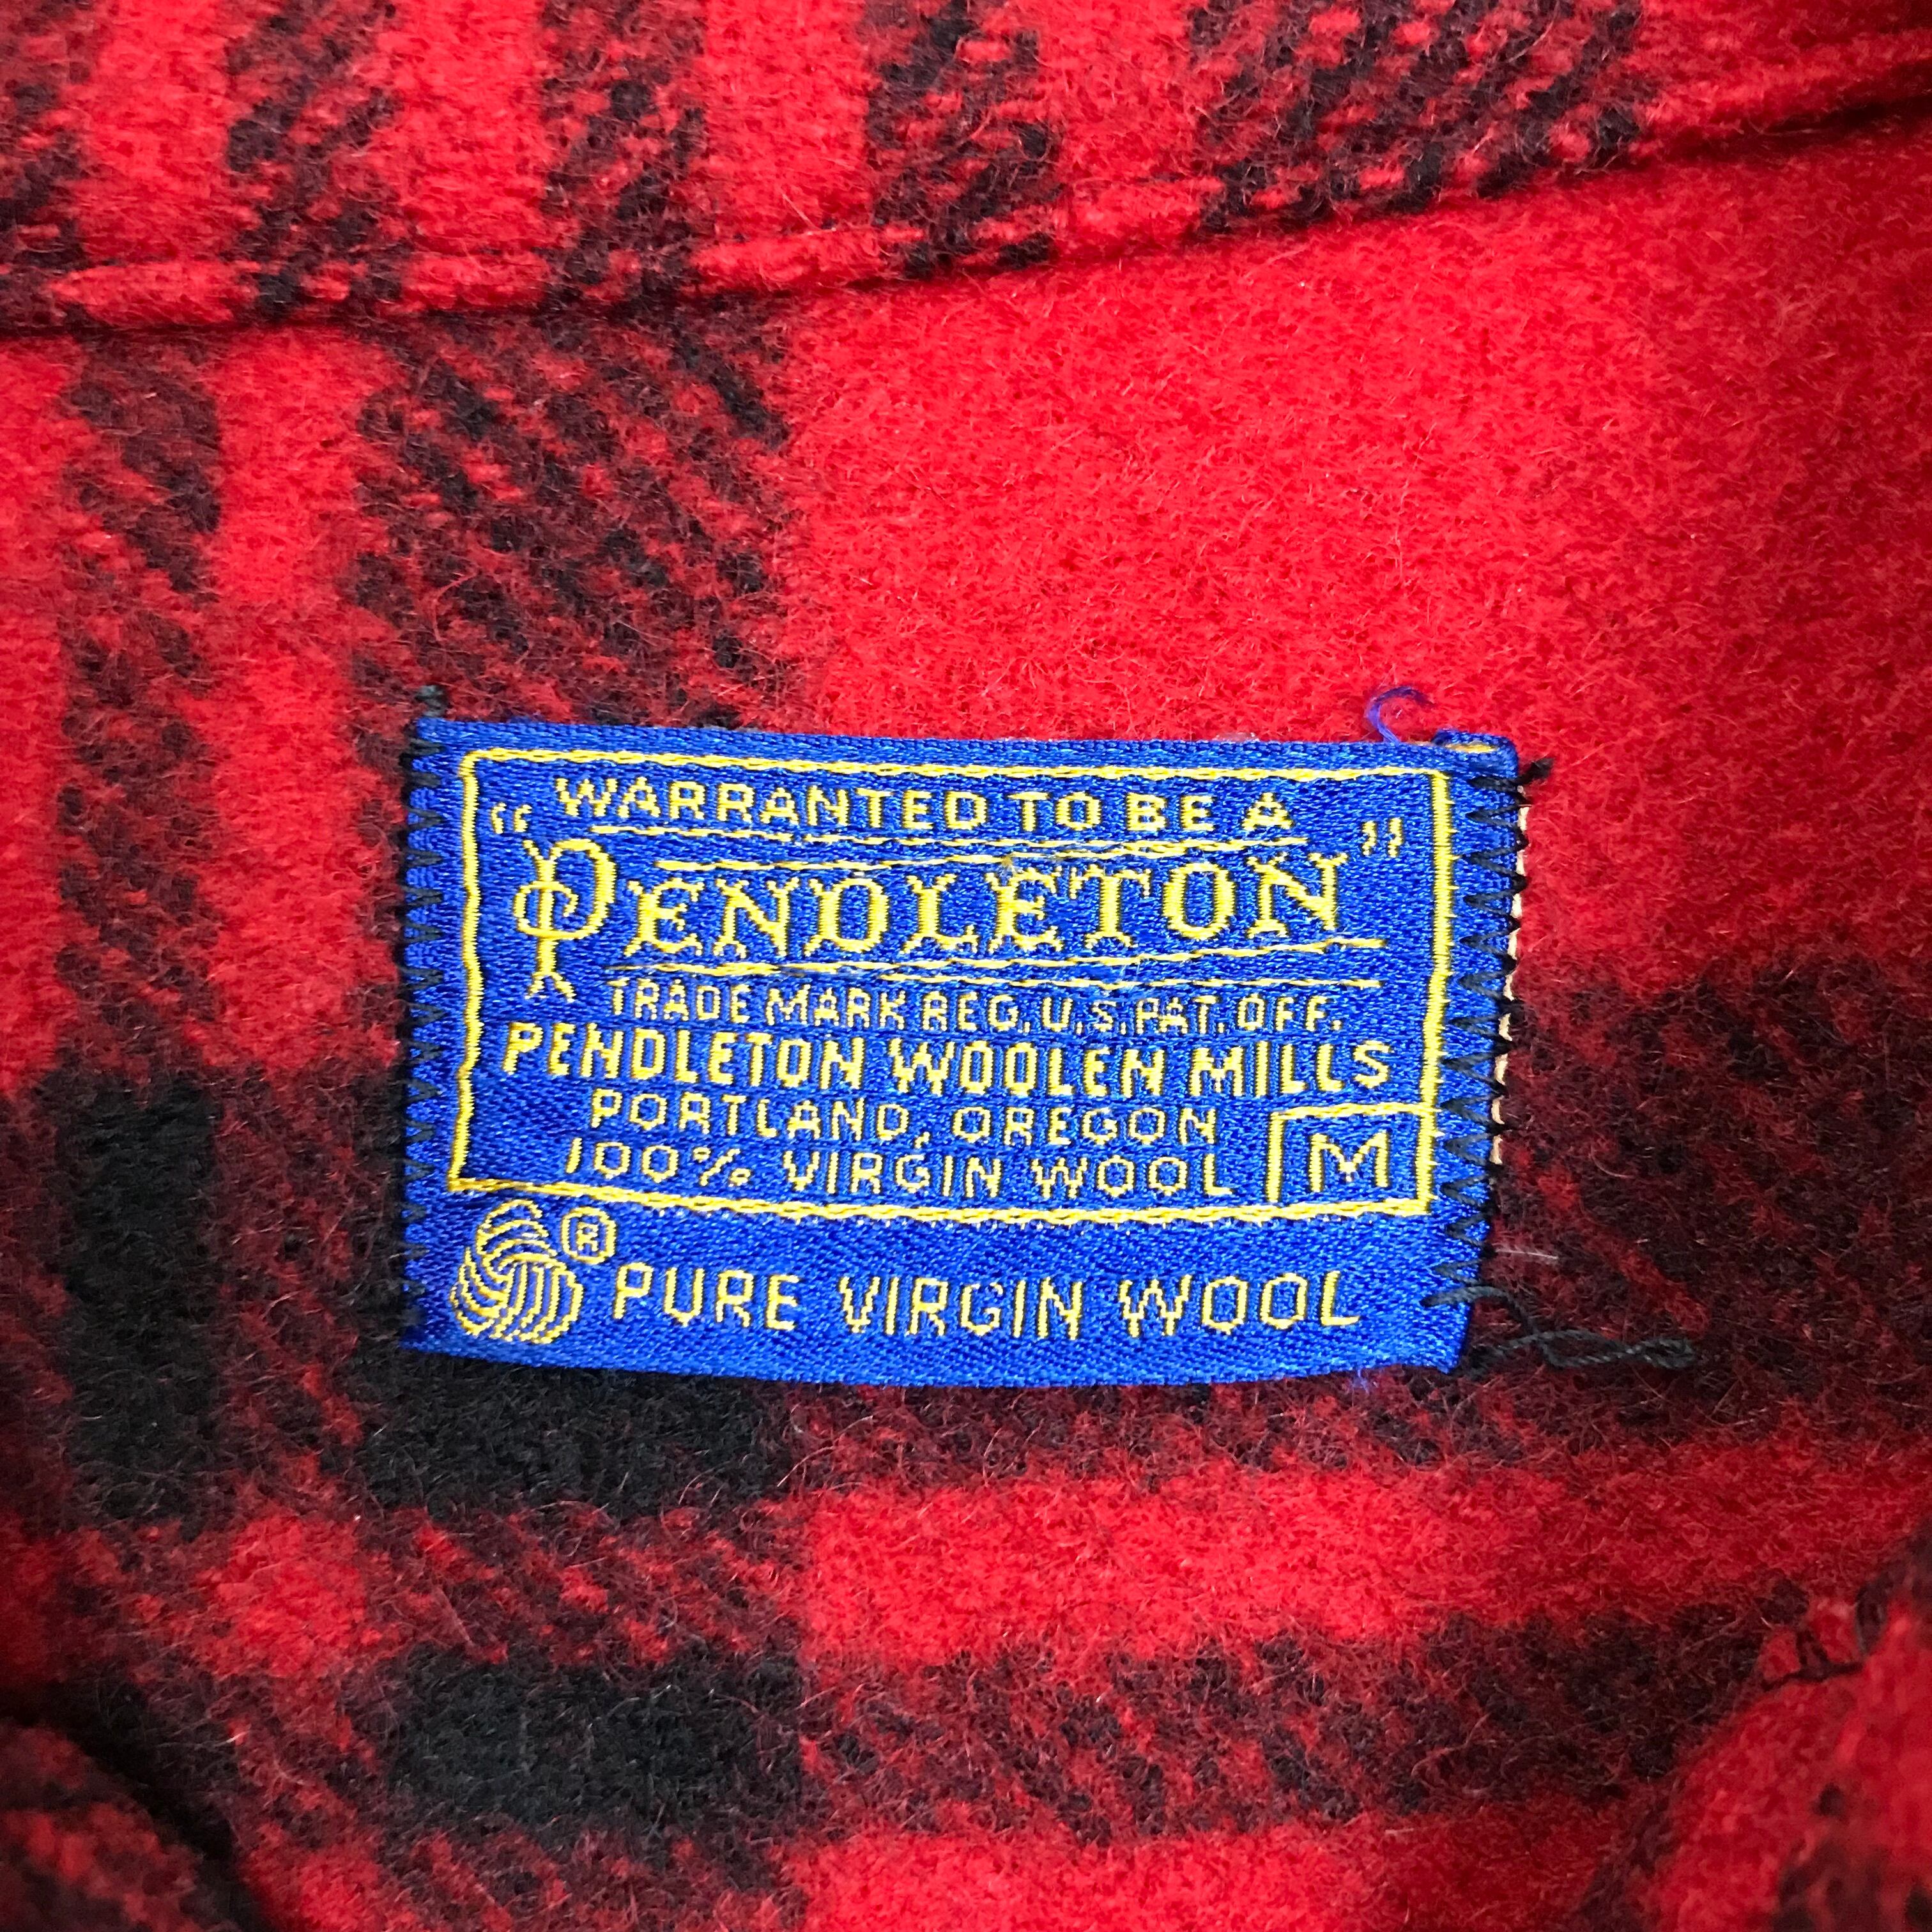 WARRANTED TO BE A
"PENDLETON"
TRADE MARK REG. U.S. PAT. OFF.
PENDLETON WOOLEN MILLS
PORTLAND, OREGON
100% VIRGIN WOOL M
® PURE VIRGIN WOOL